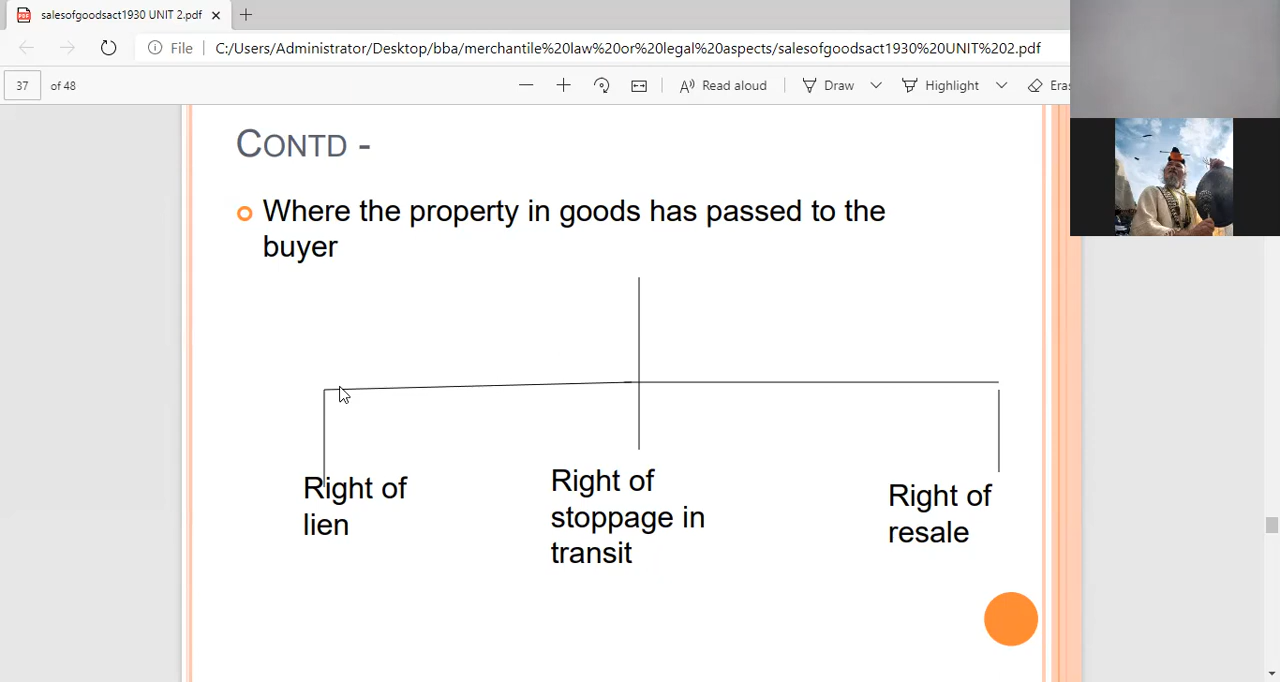 salesofgoodsact1930 UNIT 2.pdf
File
C:/Users/Administrator/Desktop/bba/merchantile%20law%20or%20legal%20aspects/salesofgoodsact1930%20UNIT%202.pdf
37 of 48
A Read aloud
Draw
Highlight
Eras
CONTD -
Where the property in goods has passed to the
buyer
Right of
lien
Right of
stoppage in
transit
Right of
resale